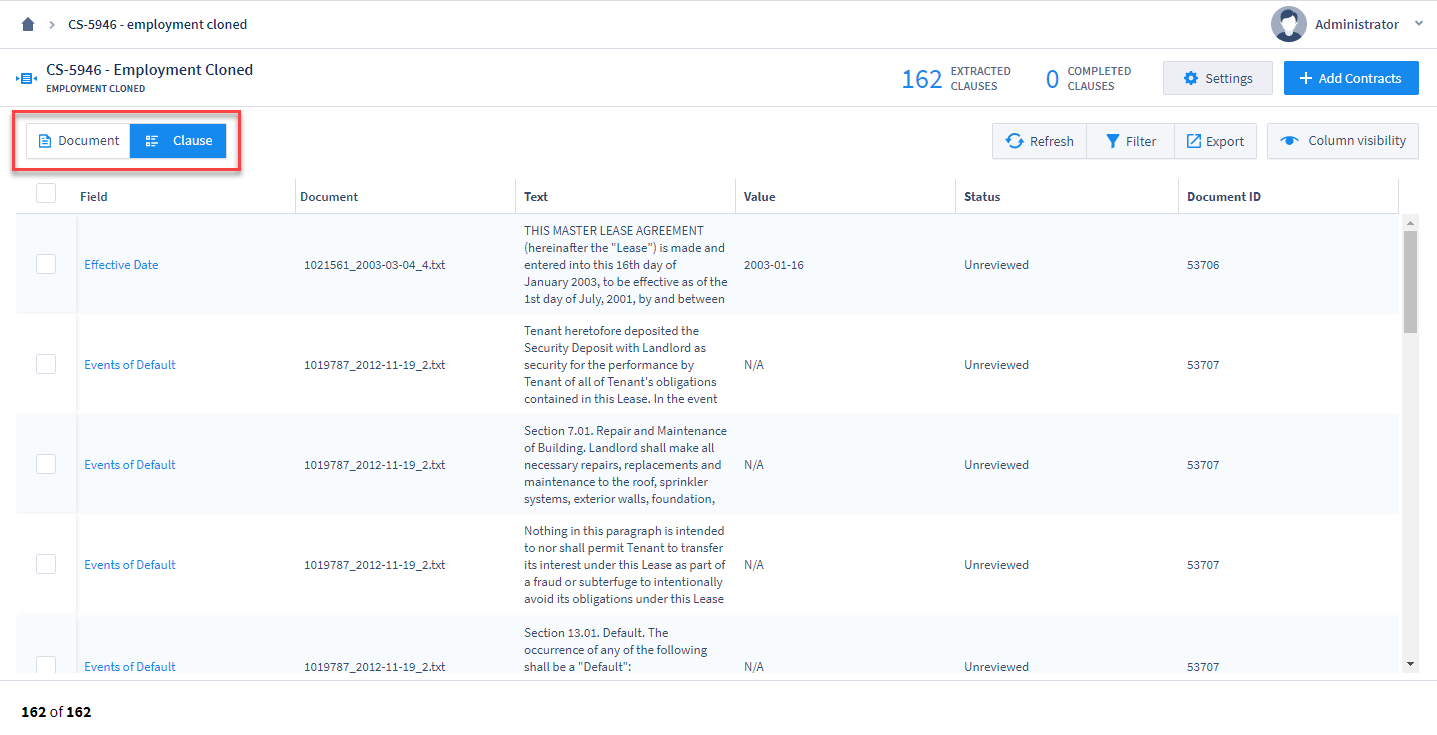 CS-5946 - employment cloned
Administrator
CS-5946 - Employment Cloned
EMPLOYMENT CLONED
162 EXTRACTED CLAUSES
0 COMPLETED CLAUSES
Settings
+ Add Contracts
Document
Clause
Refresh
Filter
Export
Column visibility
Field Document Text Value Status Document ID
THIS MASTER LEASE AGREEMENT
(hereinafter the "Lease") is made and
Effective Date 1021561_2003-03-04_4.txt entered into this 16th day of 2003-01-16 Unreviewed 53706
January 2003, to be effective as of the
1st day of July, 2001, by and between
Tenant heretofore deposited the
Security Deposit with Landlord as
Events of Default 1019787_2012-11-19_2.txt security for the performance by N/A Unreviewed 53707
Tenant of all of Tenant's obligations
contained in this Lease. In the event
Section 7.01. Repair and Maintenance
of Building. Landlord shall make all
Events of Default 1019787_2012-11-19_2.txt necessary repairs, replacements and N/A Unreviewed 53707
maintenance to the roof, sprinkler
systems, exterior walls, foundation,
Nothing in this paragraph is intended
to nor shall permit Tenant to transfer
Events of Default 1019787_2012-11-19_2.txt its interest under this Lease as part of N/A Unreviewed 53707
a fraud or subterfuge to intentionally
avoid its obligations under this Lease
Section 13.01. Default. The
occurrence of any of the following
Events of Default 1019787_2012-11-19_2.txt shall be a "Default": N/A Unreviewed 53707
162 of 162